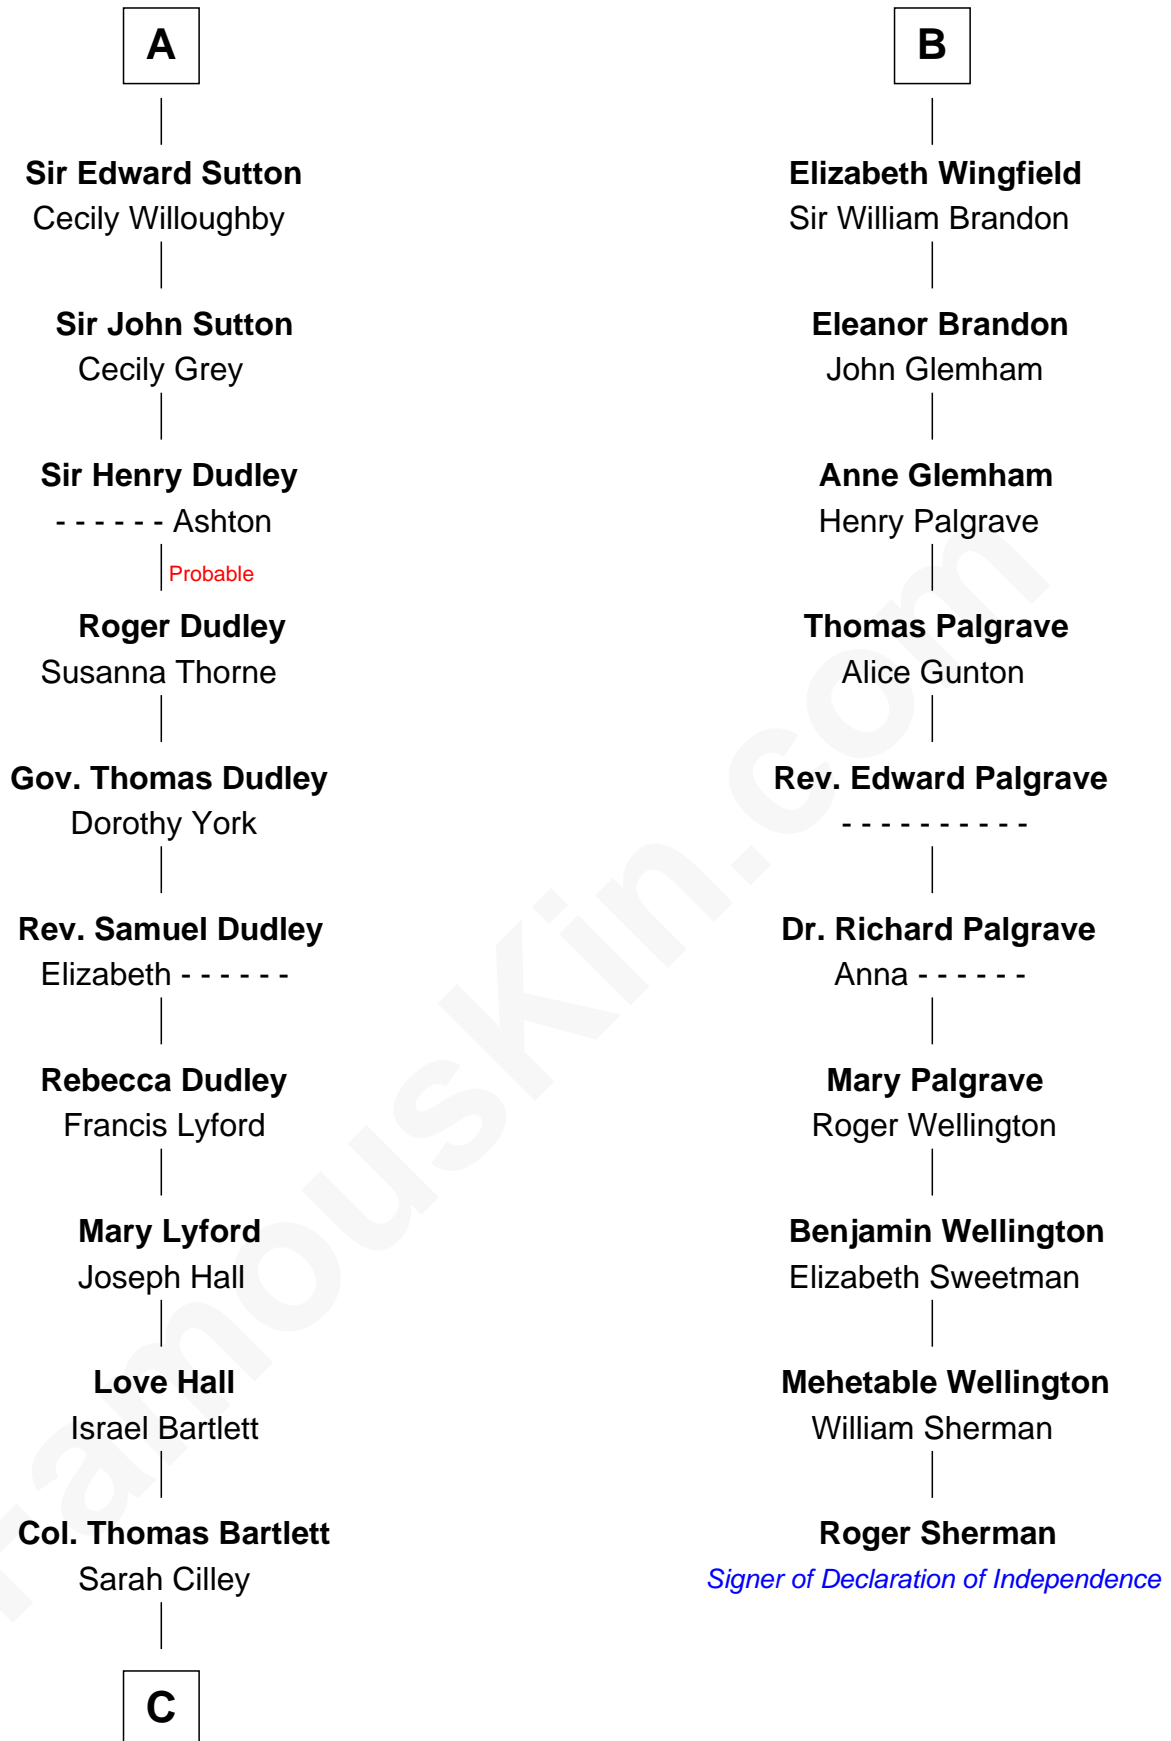 A
Sir Edward Sutton
Cecily Willoughby
Sir John Sutton
Cecily Grey
Sir Henry Dudley
- - - - - - Ashton
Probable
Roger Dudley
Susanna Thorne
Gov. Thomas Dudley
Dorothy York
Rev. Samuel Dudley
Elizabeth - - - - - -
Rebecca Dudley
Francis Lyford
Mary Lyford
Joseph Hall
Love Hall
Israel Bartlett
Col. Thomas Bartlett
Sarah Cilley
C
B
Elizabeth Wingfield
Sir William Brandon
Eleanor Brandon
John Glemham
Anne Glemham
Henry Palgrave
Thomas Palgrave
Alice Gunton
Rev. Edward Palgrave
- - - - - - - - - -
Dr. Richard Palgrave
Anna - - - - - -
Mary Palgrave
Roger Wellington
Benjamin Wellington
Elizabeth Sweetman
Mehetable Wellington
William Sherman
Roger Sherman
Signer of Declaration of Independence
FamousKin.com